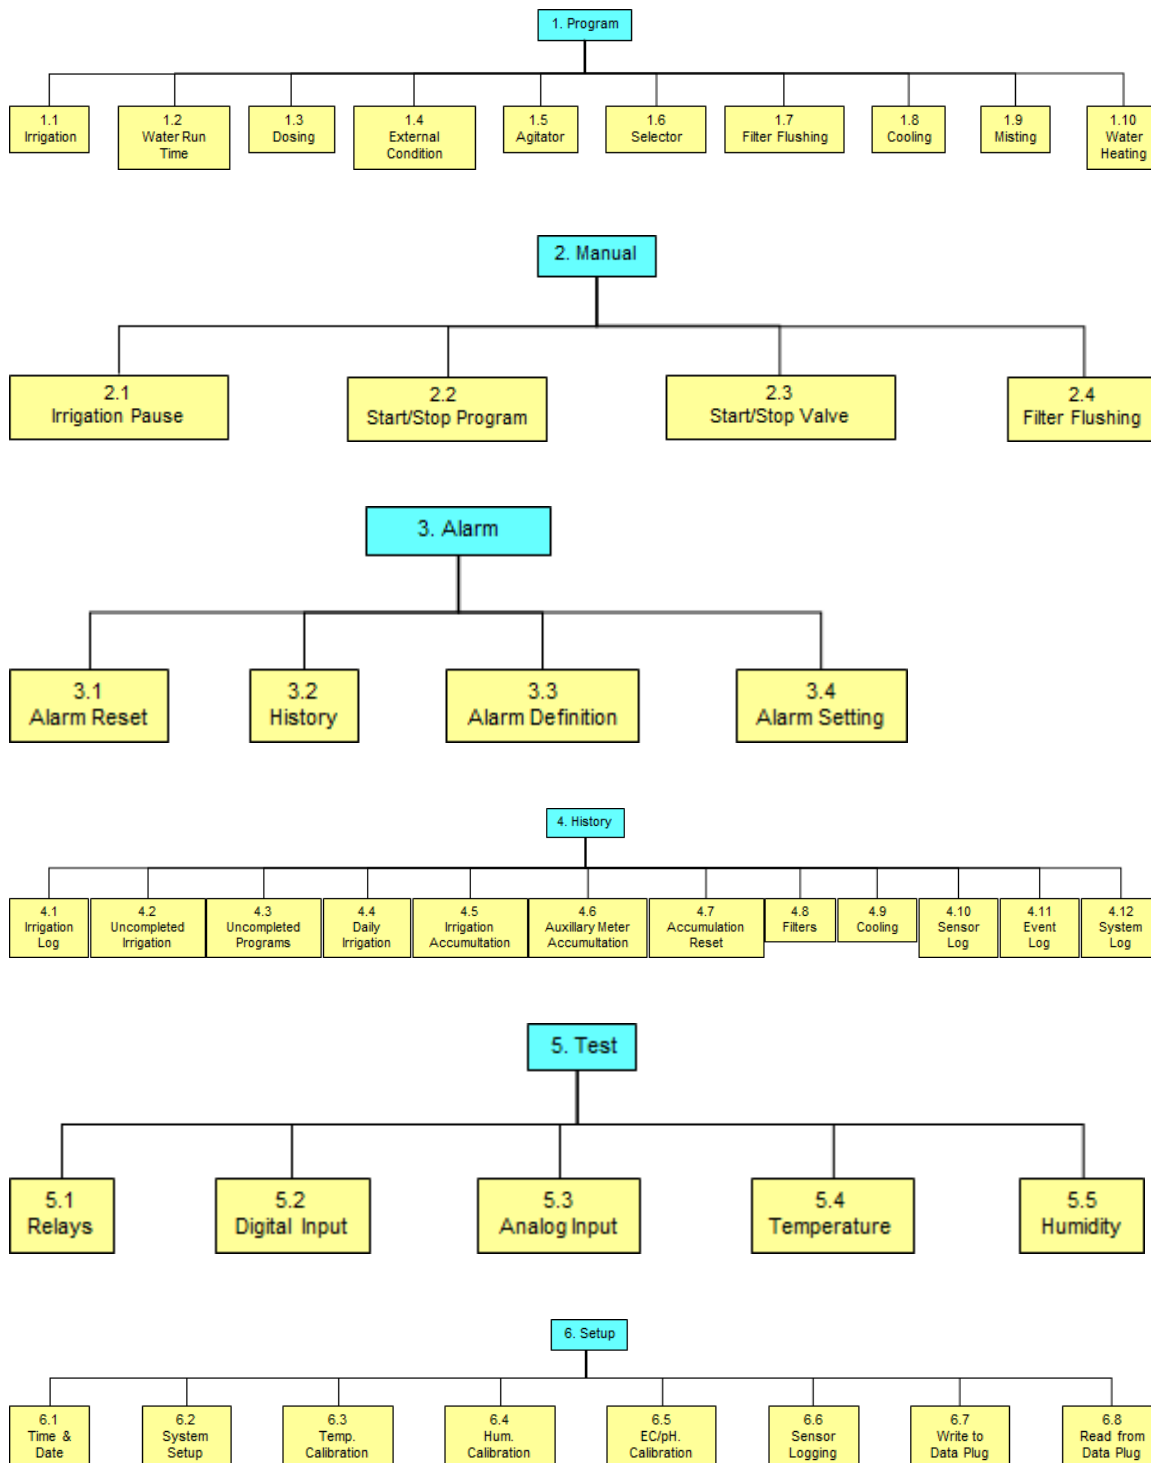 1. Program
1.1
Irrigation
1.2
Water Run
Time
1.3
Dosing
1.4
External
Condition
1.5
Agitator
1.6
Selector
1.7
Filter Flushing
1.8
Cooling
1.9
Misting
1.10
Water
Heating
2. Manual
2.1
Irrigation Pause
2.2
Start/Stop Program
2.3
Start/Stop Valve
2.4
Filter Flushing
3. Alarm
3.1
Alarm Reset
3.2
History
3.3
Alarm Definition
3.4
Alarm Setting
4. History
4.1
Irrigation
Log
4.2
Uncompleted
Irrigation
4.3
Uncompleted
Programs
4.4
Daily
Irrigation
4.5
Irrigation
Accumultation
4.6
Auxillary Meter
Accumultation
4.7
Accumulation
Reset
4.8
Filters
4.9
Cooling
4.10
Sensor
Log
4.11
Event
Log
4.12
System
Log
5. Test
5.1
Relays
5.2
Digital Input
5.3
Analog Input
5.4
Temperature
5.5
Humidity
6. Setup
6.1
Time &
Date
6.2
System
Setup
6.3
Temp.
Calibration
6.4
Hum.
Calibration
6.5
EC/pH.
Calibration
6.6
Sensor
Logging
6.7
Write to
Data Plug
6.8
Read from
Data Plug